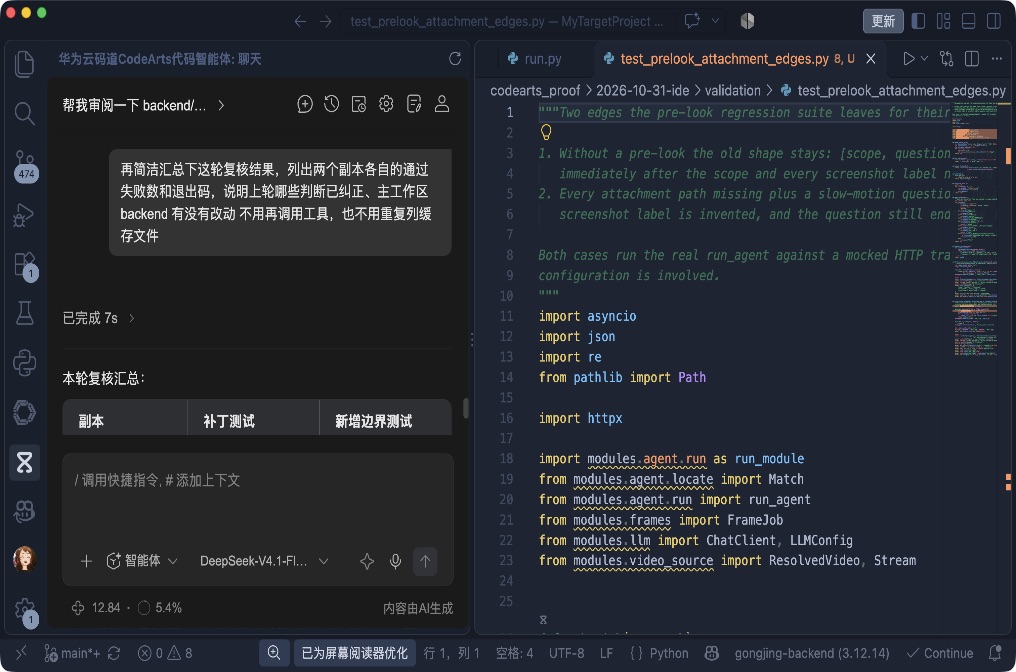 test_prelook_attachment_edges.py — MyTargetProject ...
更新
华为云码道CodeArts代码智能体: 聊天
帮我审阅一下 backend/...
再简洁汇总下这轮复核结果，列出两个副本各自的通过
失败数和退出码，说明上轮哪些判断已纠正、主工作区
backend 有没有改动 不用再调用工具，也不用重复列缓
存文件
已完成 7s
本轮复核汇总：
副本 补丁测试 新增边界测试
/ 调用快捷指令, # 添加上下文
智能体 DeepSeek-V4.1-Fl...
12.84 · 5.4%
内容由AI生成
474
1
1
run.py
test_prelook_attachment_edges.py 8, U
codearts_proof > 2026-10-31-ide > validation > test_prelook_attachment_edges.py
1 """Two edges the pre-look regression suite leaves for their
2
3 1. Without a pre-look the old shape stays: [scope, question
4 immediately after the scope and every screenshot label n
5 2. Every attachment path missing plus a slow-motion questio
6 screenshot label is invented, and the question still end
7
8 Both cases run the real run_agent against a mocked HTTP tra
9 configuration is involved.
10 """
11 import asyncio
12 import json
13 import re
14 from pathlib import Path
15
16 import httpx
17
18 import modules.agent.run as run_module
19 from modules.agent.locate import Match
20 from modules.agent.run import run_agent
21 from modules.frames import FrameJob
22 from modules.llm import ChatClient, LLMConfig
23 from modules.video_source import ResolvedVideo, Stream
24
25
main*+ 0 8
已为屏幕阅读器优化
行 1, 列 1 空格: 4 UTF-8 LF { } Python gongjing-backend (3.12.14) Continue